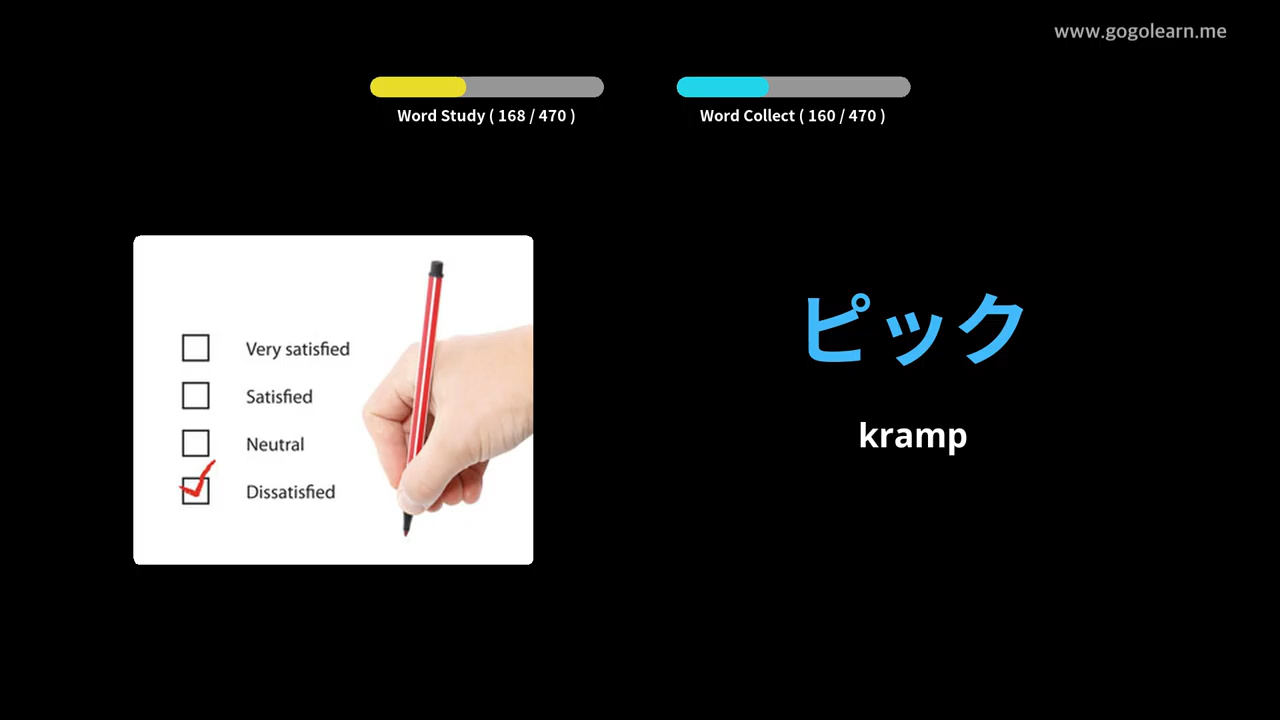 www.gogolearn.me
Word Study ( 168 / 470 )
Word Collect ( 160 / 470 )
Very satisfied
Satisfied
Neutral
Dissatisfied
ピック
kramp